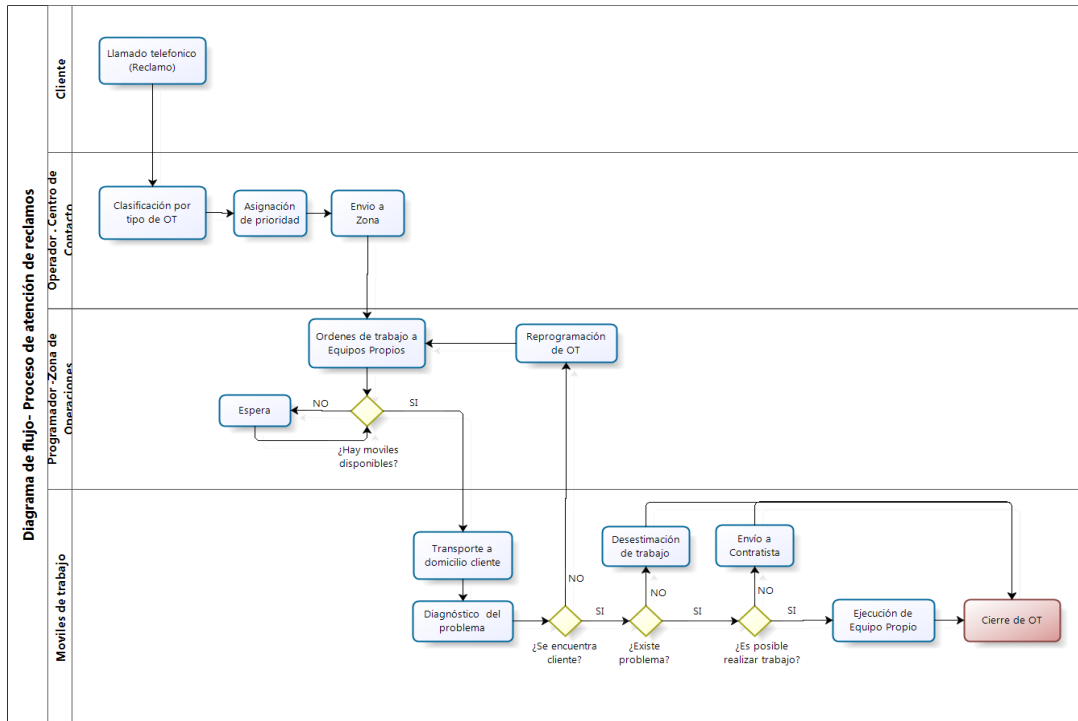 Diagrama de flujo- Proceso de atención de reclamos
Cliente
Llamado telefonico
(Reclamo)
Operador . Centro de
Contacto
Clasificación por
tipo de OT
Asignación
de prioridad
Envio a
Zona
Programador -Zona de
Operaciones
Ordenes de trabajo a
Equipos Propios
Reprogramación
de OT
Espera
NO
SI
¿Hay moviles
disponibles?
Moviles de trabajo
Transporte a
domicilio cliente
Diagnóstico del
problema
¿Se encuentra
cliente?
NO
SI
Desestimación
de trabajo
¿Existe
problema?
NO
SI
Envío a
Contratista
¿Es posible
realizar trabajo?
NO
SI
Ejecución de
Equipo Propio
Cierre de OT